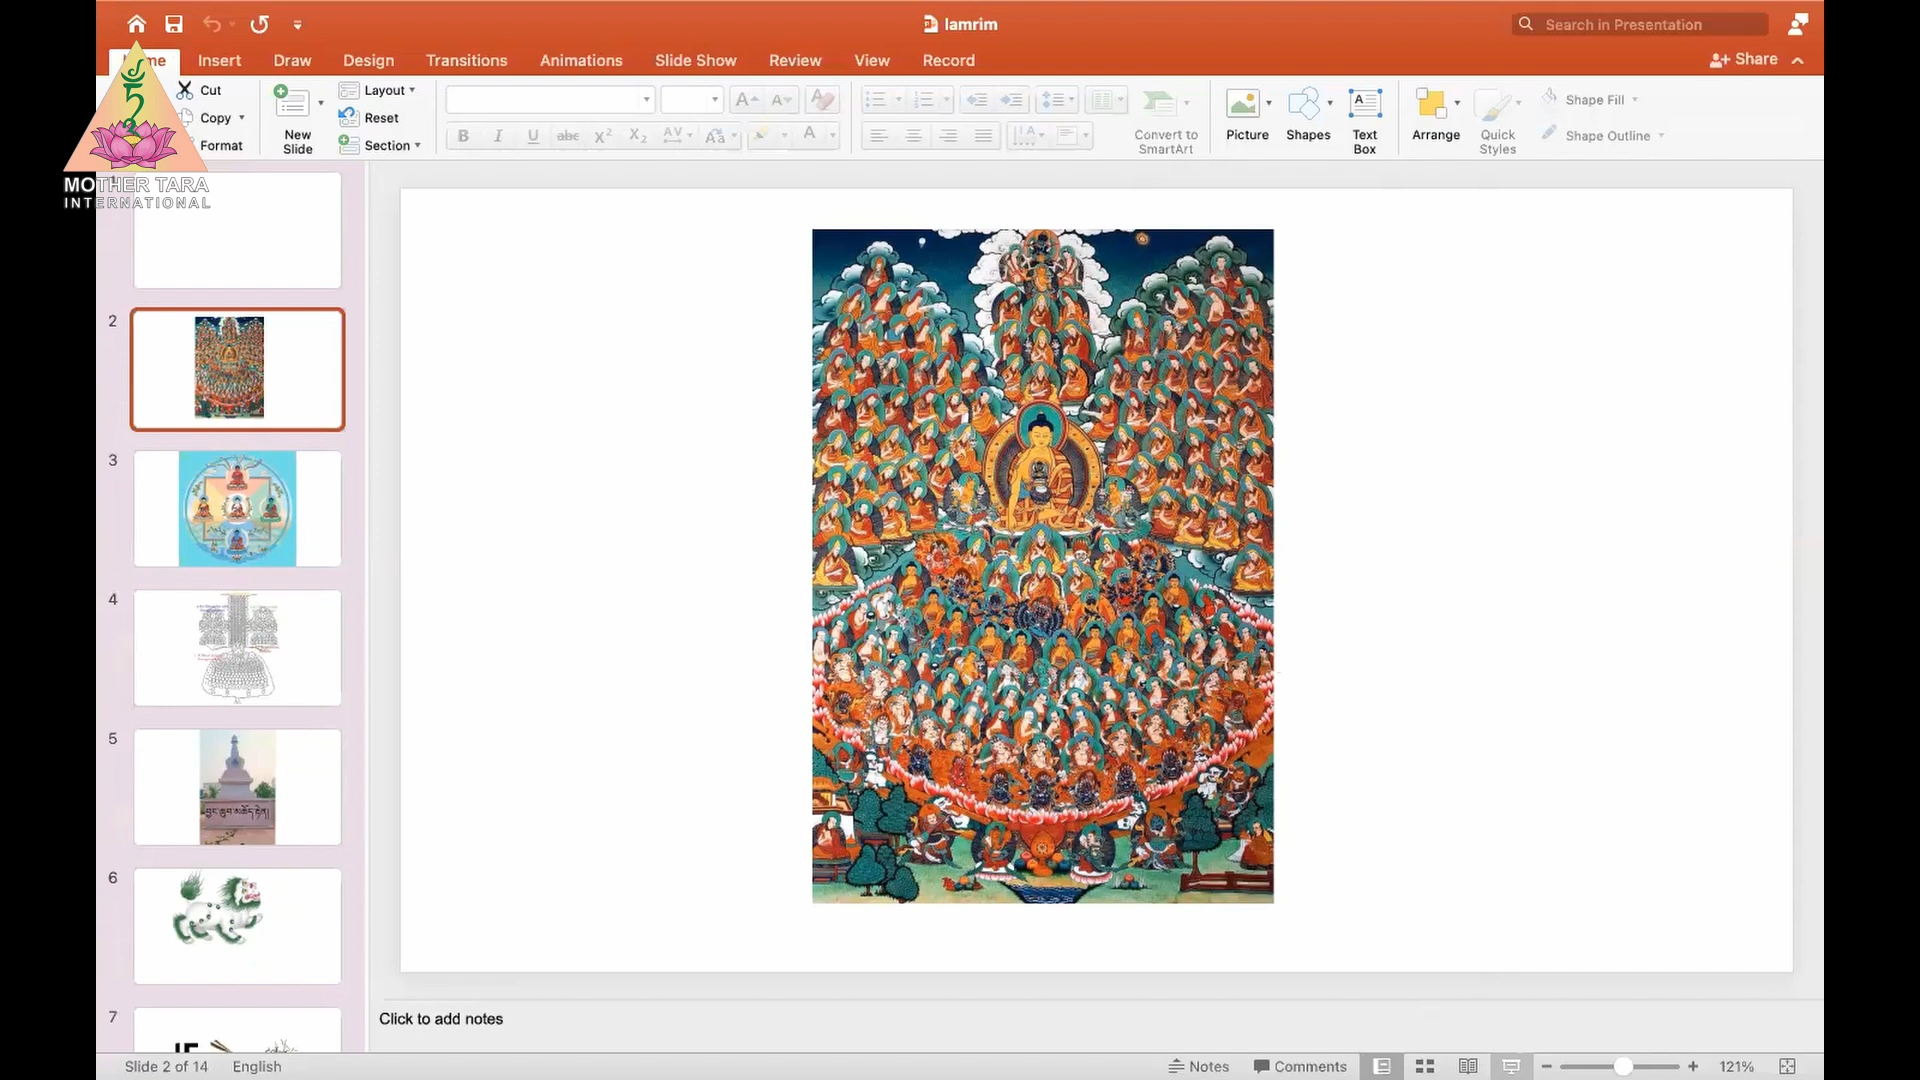 lamrim
Search in Presentation
Home Insert Draw Design Transitions Animations Slide Show Review View Record
Share
Cut
Copy
Format
New
Slide
Layout
Reset
Section
Convert to
SmartArt
Picture
Shapes
Text
Box
Arrange
Quick
Styles
Shape Fill
Shape Outline
MOTHER TARA
INTERNATIONAL
1
2
3
4
5
བྱང་ཆུབ་མཆོད་རྟེན།
6
7
Click to add notes
Slide 2 of 14
English
Notes
Comments
121%